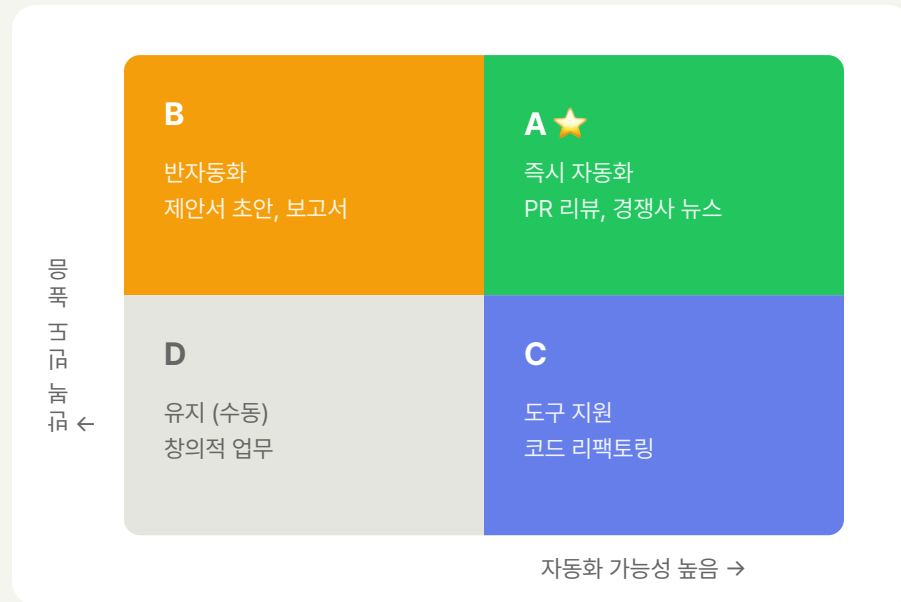 B
반자동화
제안서 초안, 보고서
A ⭐
즉시 자동화
PR 리뷰, 경쟁사 뉴스
D
유지 (수동)
창의적 업무
C
도구 지원
코드 리팩토링
반복 빈도 높음 ←
자동화 가능성 높음 →